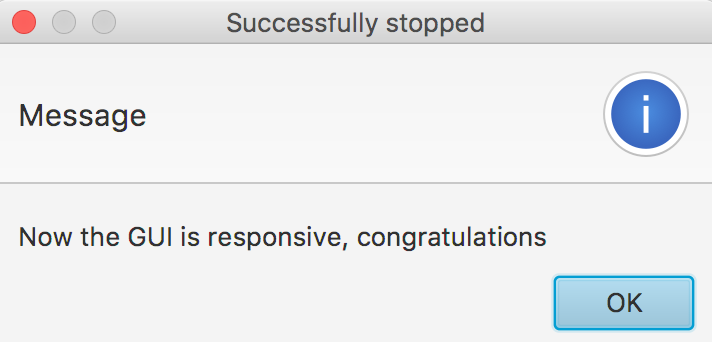 Successfully stopped
Message
i
Now the GUI is responsive, congratulations
OK